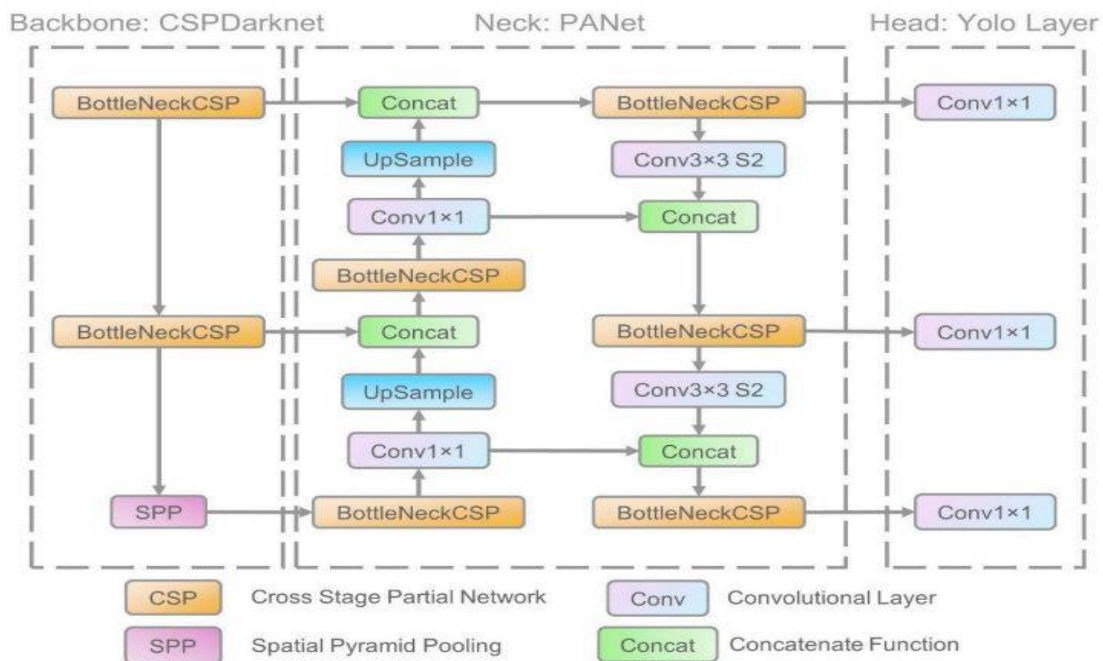 Backbone: CSPDarknet Neck: PANet Head: Yolo Layer
BottleNeckCSP Concat BottleNeckCSP Conv1×1
UpSample Conv3×3 S2
Conv1×1 Concat
BottleNeckCSP
BottleNeckCSP Concat BottleNeckCSP Conv1×1
UpSample Conv3×3 S2
Conv1×1 Concat
SPP BottleNeckCSP BottleNeckCSP Conv1×1
CSP Cross Stage Partial Network Conv Convolutional Layer
SPP Spatial Pyramid Pooling Concat Concatenate Function